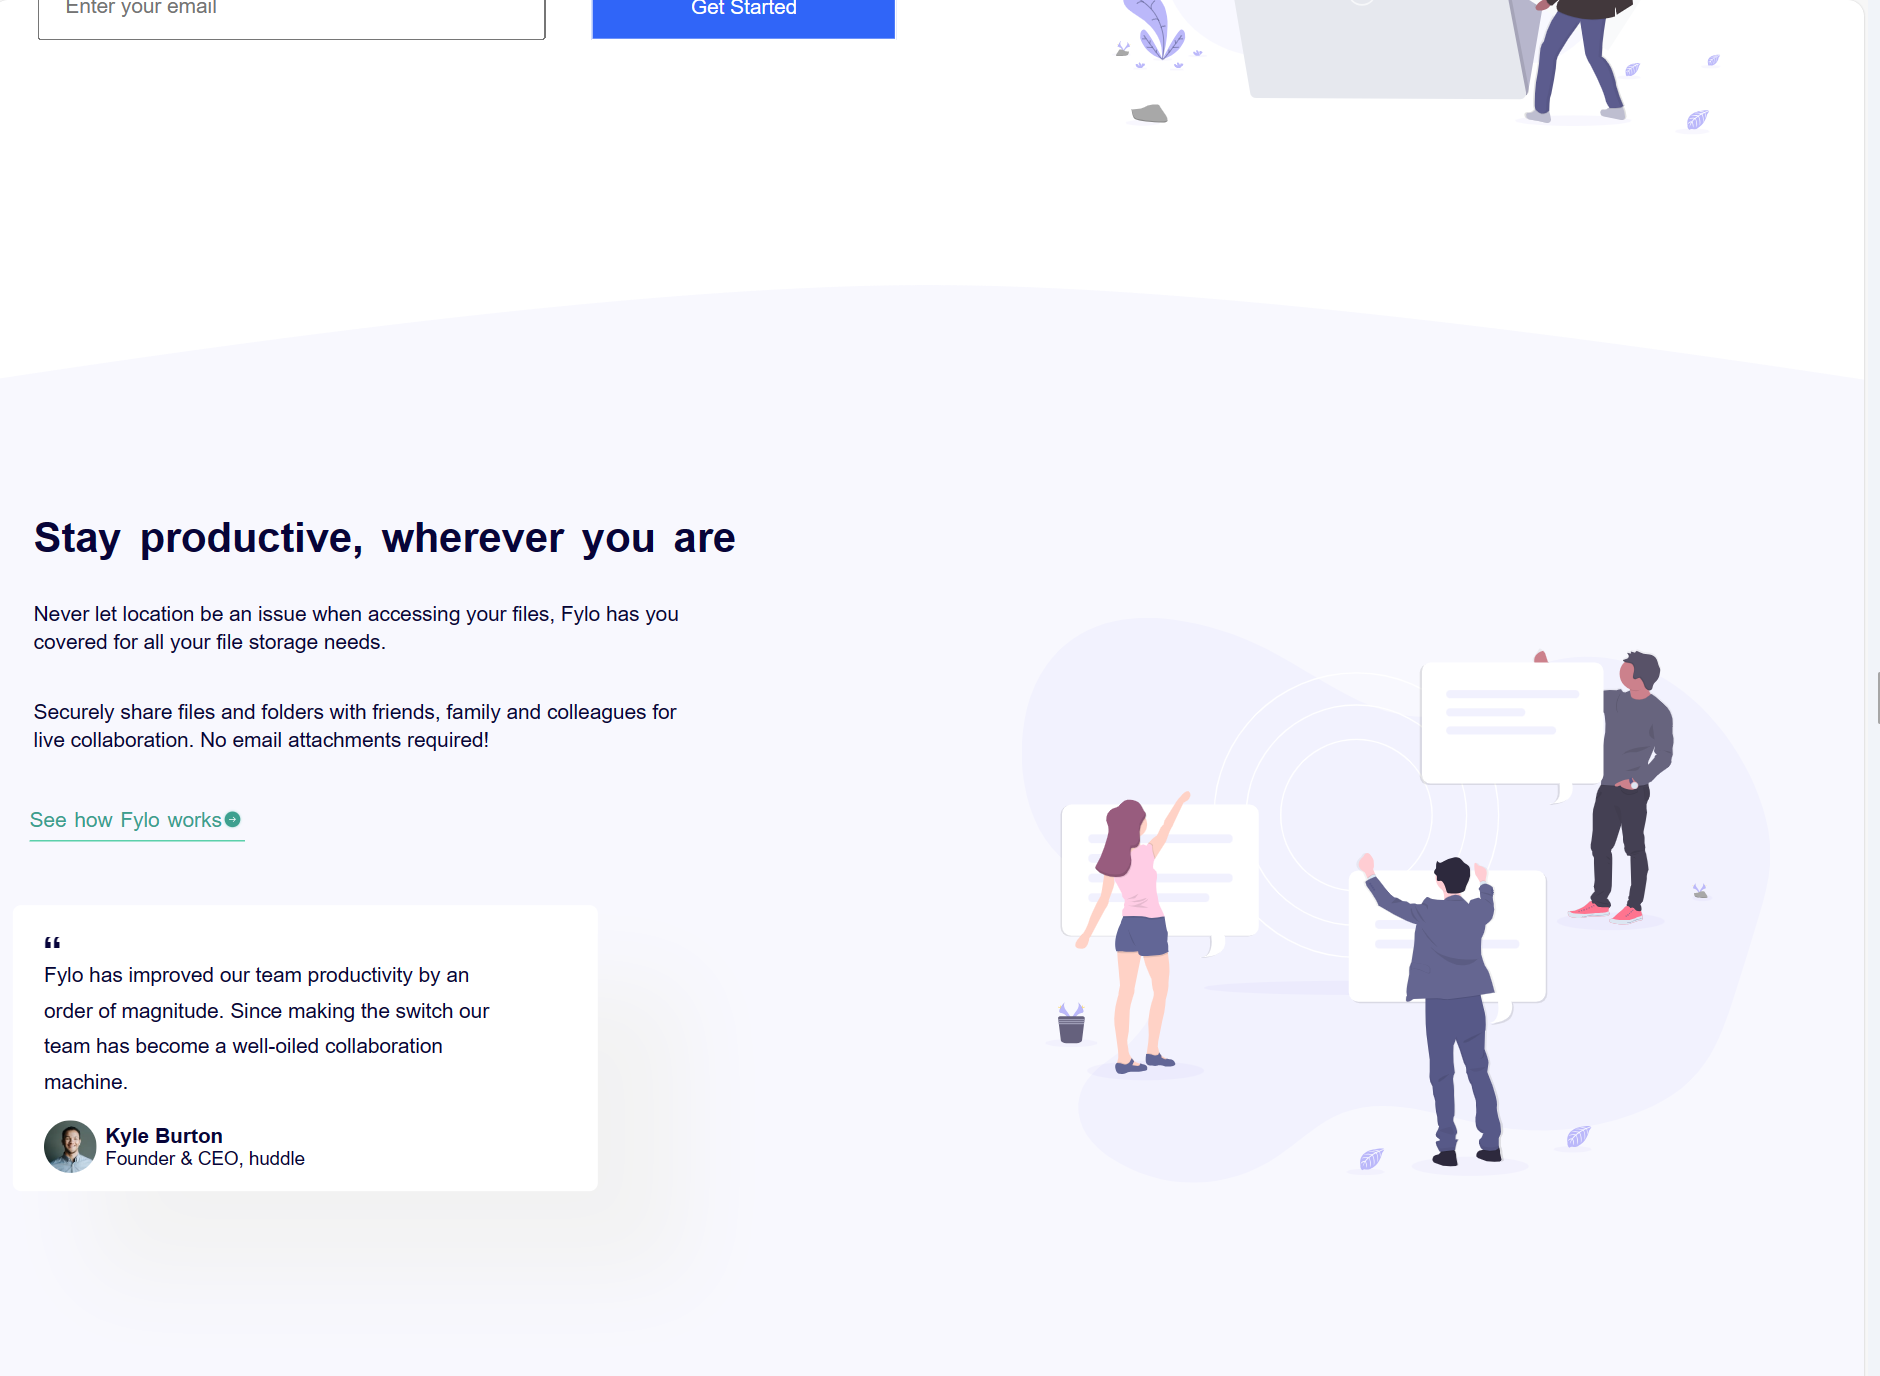 Enter your email
Get Started
Stay productive, wherever you are
Never let location be an issue when accessing your files, Fylo has you
covered for all your file storage needs.
Securely share files and folders with friends, family and colleagues for
live collaboration. No email attachments required!
See how Fylo works
“
Fylo has improved our team productivity by an
order of magnitude. Since making the switch our
team has become a well-oiled collaboration
machine.
Kyle Burton
Founder & CEO, huddle